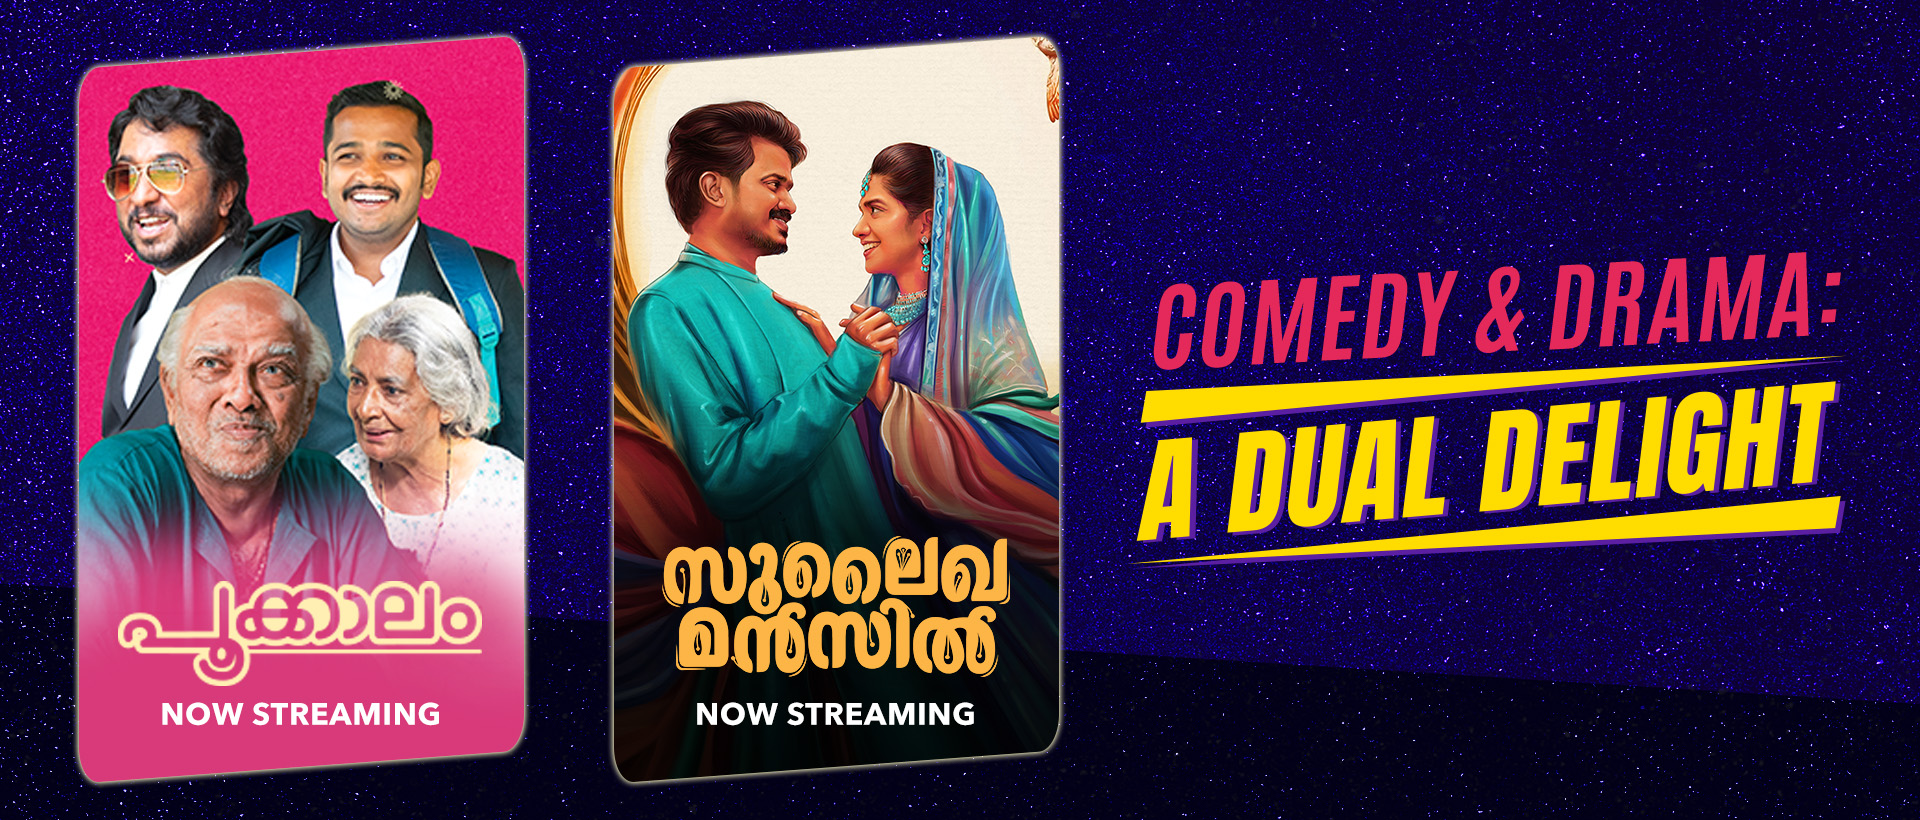 പൂക്കാലം
NOW STREAMING
സുലൈഖ
മൻസിൽ
NOW STREAMING
COMEDY & DRAMA:
A DUAL DELIGHT